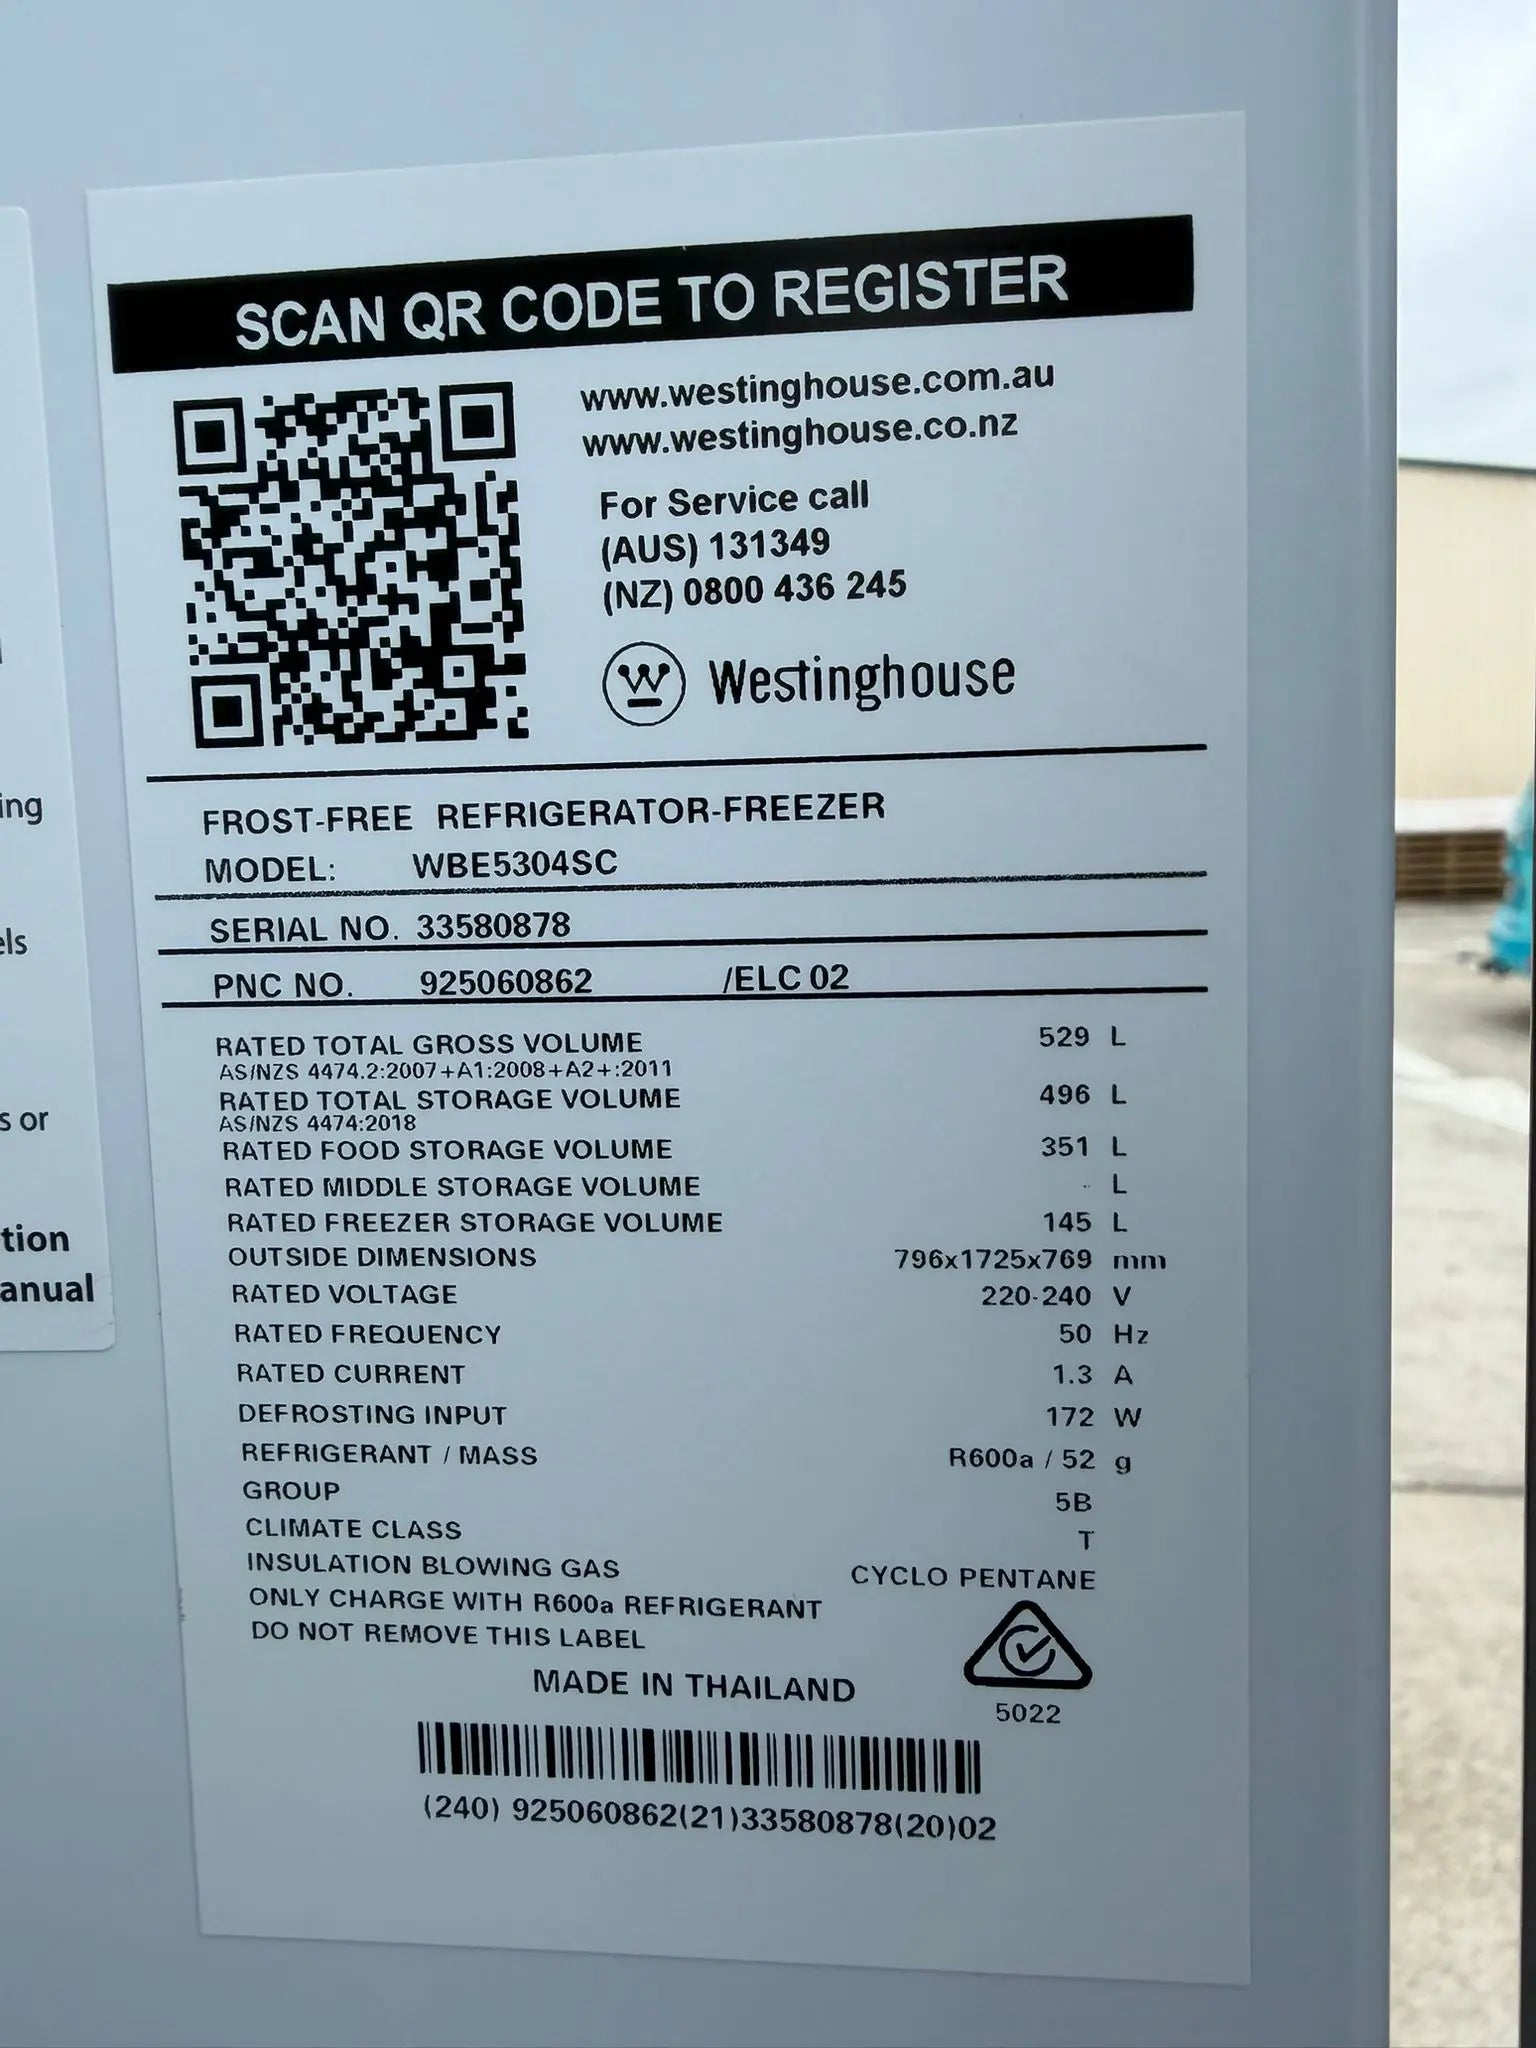 SCAN QR CODE TO REGISTER
www.westinghouse.com.au
www.westinghouse.co.nz
For Service call
(AUS) 131349
(NZ) 0800 436 245
W Westinghouse
FROST-FREE REFRIGERATOR-FREEZER
MODEL: WBE5304SC
SERIAL NO. 33580878
PNC NO. 925060862 /ELC 02
RATED TOTAL GROSS VOLUME 529 L
AS/NZS 4474.2:2007+A1:2008+A2+:2011
RATED TOTAL STORAGE VOLUME 496 L
AS/NZS 4474:2018
RATED FOOD STORAGE VOLUME 351 L
RATED MIDDLE STORAGE VOLUME - L
RATED FREEZER STORAGE VOLUME 145 L
OUTSIDE DIMENSIONS 796x1725x769 mm
RATED VOLTAGE 220-240 V
RATED FREQUENCY 50 Hz
RATED CURRENT 1.3 A
DEFROSTING INPUT 172 W
REFRIGERANT / MASS R600a / 52 g
GROUP 5B
CLIMATE CLASS T
INSULATION BLOWING GAS CYCLO PENTANE
ONLY CHARGE WITH R600a REFRIGERANT
DO NOT REMOVE THIS LABEL
MADE IN THAILAND
5022
(240) 925060862(21)33580878(20)02
ing
els
s or
tion
anual